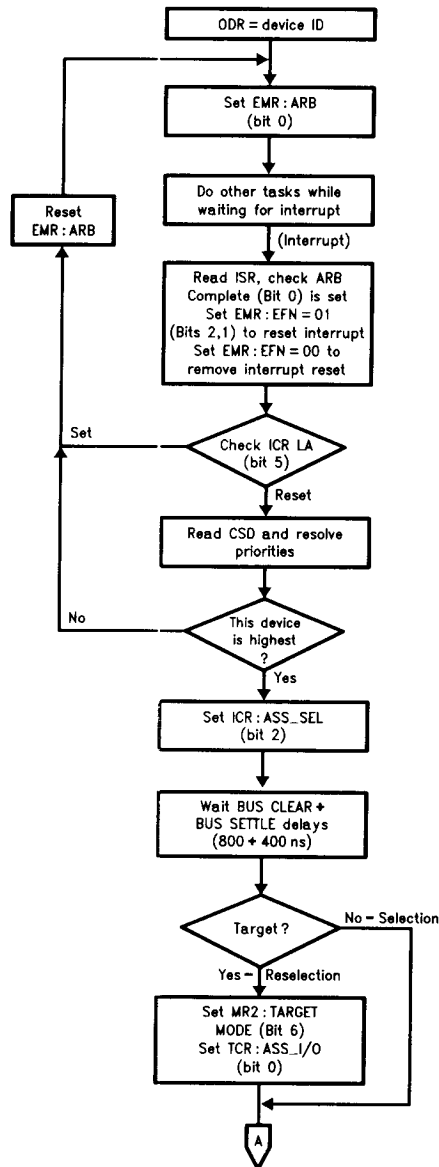 ODR = device ID
Set EMR : ARB
(bit 0)
Do other tasks while
waiting for interrupt
Reset
EMR : ARB
(Interrupt)
Read ISR, check ARB
Complete (Bit 0) is set
Set EMR : EFN = 01
(Bits 2,1) to reset interrupt
Set EMR : EFN = 00 to
remove interrupt reset
Set
Check ICR LA
(bit 5)
Reset
Read CSD and resolve
priorities
No
This device
is highest
?
Yes
Set ICR : ASS_SEL
(bit 2)
Wait BUS CLEAR +
BUS SETTLE delays
(800 + 400 ns)
Target ?
No – Selection
Yes – Reselection
Set MR2 : TARGET
MODE (Bit 6)
Set TCR : ASS_I/O
(bit 0)
A